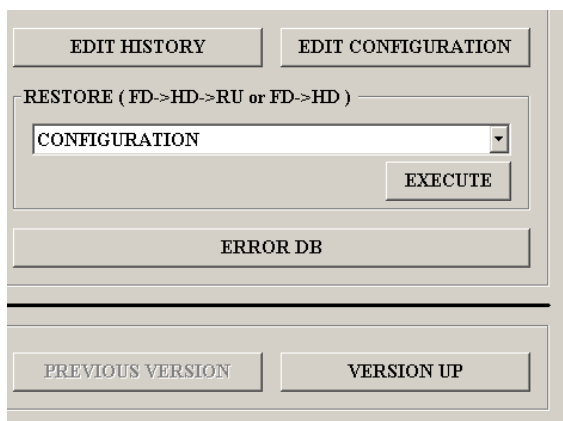 EDIT HISTORY
EDIT CONFIGURATION
RESTORE ( FD->HD->RU or FD->HD )
CONFIGURATION
EXECUTE
ERROR DB
PREVIOUS VERSION
VERSION UP